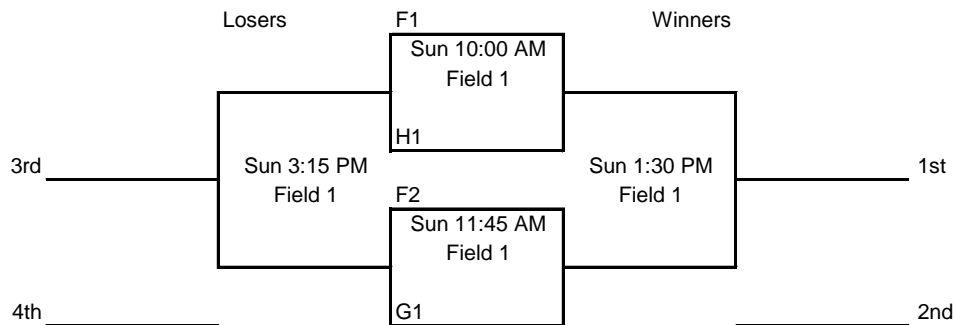 Losers
F1
Winners
Sun 10:00 AM
Field 1
H1
3rd
Sun 3:15 PM
Field 1
Sun 1:30 PM
Field 1
1st
F2
Sun 11:45 AM
Field 1
4th
G1
2nd